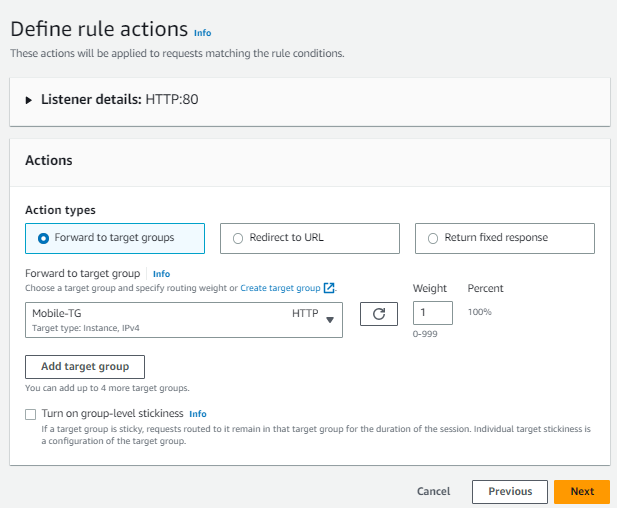 Define rule actions Info
These actions will be applied to requests matching the rule conditions.
Listener details: HTTP:80
Actions
Action types
Forward to target groups
Redirect to URL
Return fixed response
Forward to target group Info
Choose a target group and specify routing weight or Create target group.
Weight
Percent
Mobile-TG
HTTP
Target type: Instance, IPv4
1
100%
0-999
Add target group
You can add up to 4 more target groups.
Turn on group-level stickiness Info
If a target group is sticky, requests routed to it remain in that target group for the duration of the session. Individual target stickiness is
a configuration of the target group.
Cancel
Previous
Next